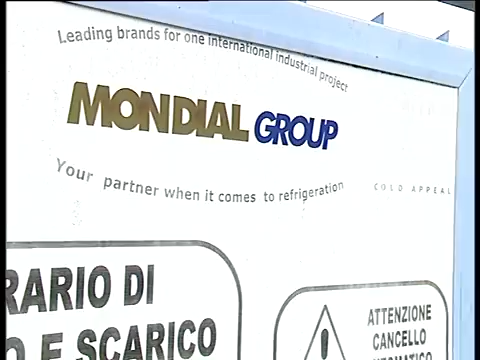 Leading brands for one international industrial project
MONDIAL GROUP
Your partner when it comes to refrigeration
COLD APPEAL
RARIO DI
O E SCARICO
ATTENZIONE
CANCELLO